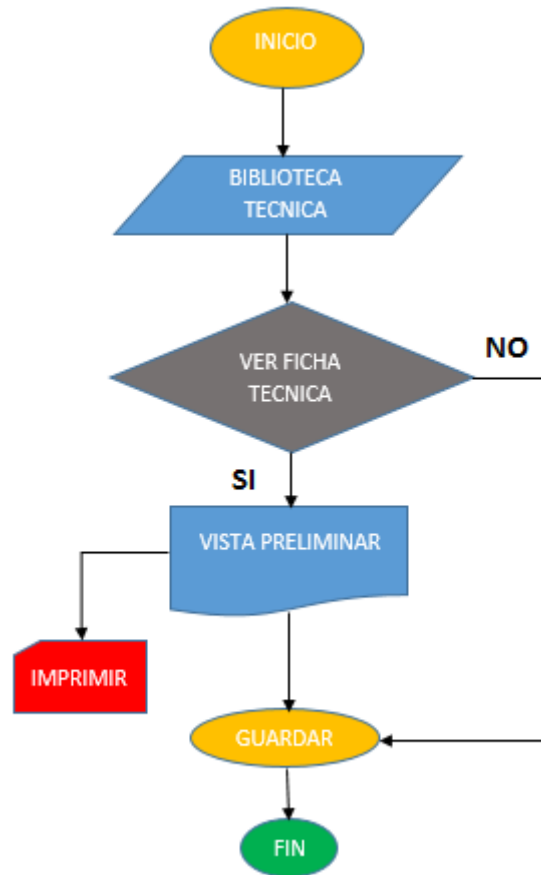 INICIO
BIBLIOTECA
TECNICA
VER FICHA
TECNICA
NO
SI
VISTA PRELIMINAR
IMPRIMIR
GUARDAR
FIN